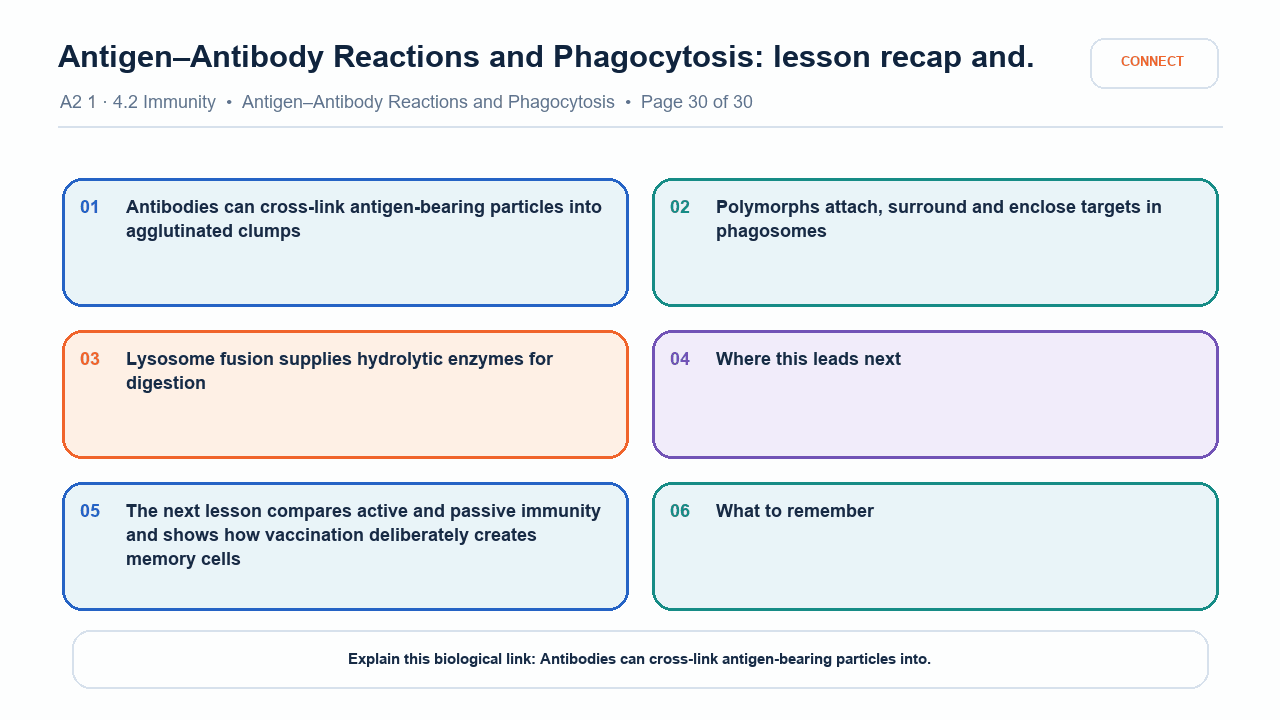 Antigen–Antibody Reactions and Phagocytosis: lesson recap and.
CONNECT
A2 1 · 4.2 Immunity • Antigen–Antibody Reactions and Phagocytosis • Page 30 of 30
01 Antibodies can cross-link antigen-bearing particles into
agglutinated clumps
02 Polymorphs attach, surround and enclose targets in
phagosomes
03 Lysosome fusion supplies hydrolytic enzymes for
digestion
04 Where this leads next
05 The next lesson compares active and passive immunity
and shows how vaccination deliberately creates
memory cells
06 What to remember
Explain this biological link: Antibodies can cross-link antigen-bearing particles into.